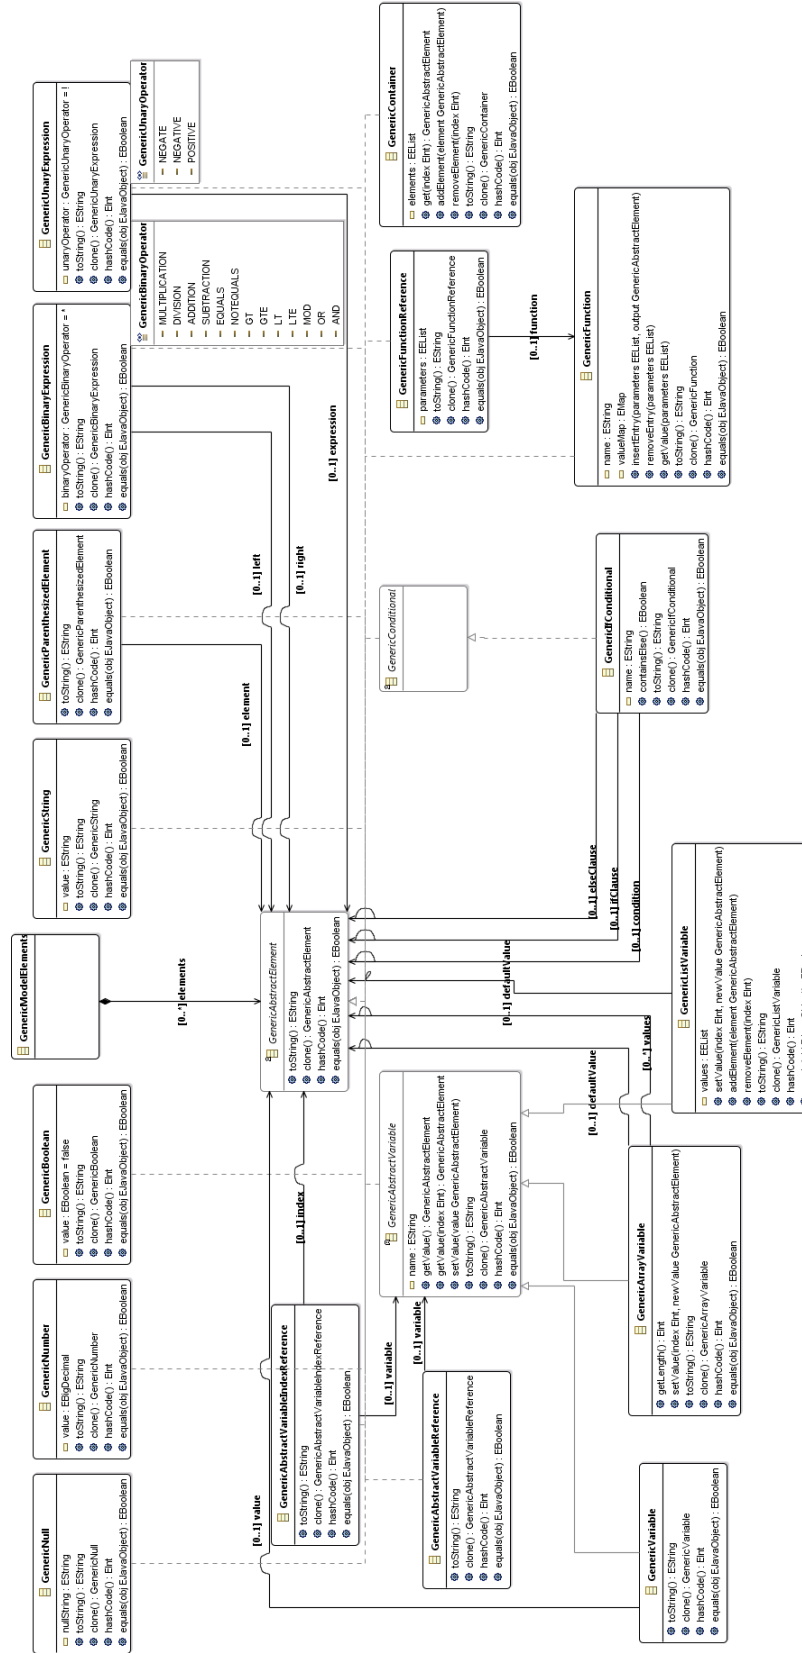 GenericNull
nullString : EString
toString() : EString
clone() : GenericNull
hashCode() : EInt
equals(obj EJavaObject) : EBoolean
GenericNumber
value : EBigDecimal
toString() : EString
clone() : GenericNumber
hashCode() : EInt
equals(obj EJavaObject) : EBoolean
GenericBoolean
value : EBoolean = false
toString() : EString
clone() : GenericBoolean
hashCode() : EInt
equals(obj EJavaObject) : EBoolean
GenericModelElements
GenericString
value : EString
toString() : EString
clone() : GenericString
hashCode() : EInt
equals(obj EJavaObject) : EBoolean
GenericParenthesizedElement
toString() : EString
clone() : GenericParenthesizedElement
hashCode() : EInt
equals(obj EJavaObject) : EBoolean
GenericBinaryExpression
binaryOperator : GenericBinaryOperator = *
toString() : EString
clone() : GenericBinaryExpression
hashCode() : EInt
equals(obj EJavaObject) : EBoolean
GenericUnaryExpression
unaryOperator : GenericUnaryOperator = !
toString() : EString
clone() : GenericUnaryExpression
hashCode() : EInt
equals(obj EJavaObject) : EBoolean
GenericBinaryOperator
MULTIPLICATION
DIVISION
ADDITION
SUBTRACTION
EQUALS
NOTEQUALS
GT
GTE
LT
LTE
MOD
OR
AND
GenericUnaryOperator
NEGATE
NEGATIVE
POSITIVE
[0..*] elements
[0..1] element
[0..1] left
[0..1] right
[0..1] expression
[0..1] value
[0..1] index
GenericAbstractVariableIndexReference
toString() : EString
clone() : GenericAbstractVariableIndexReference
hashCode() : EInt
equals(obj EJavaObject) : EBoolean
GenericAbstractElement
toString() : EString
clone() : GenericAbstractElement
hashCode() : EInt
equals(obj EJavaObject) : EBoolean
[0..1] variable
[0..1] variable
GenericAbstractVariable
name : EString
getValue() : GenericAbstractElement
getValue(index EInt) : GenericAbstractElement
setValue(value GenericAbstractElement)
toString() : EString
clone() : GenericAbstractVariable
hashCode() : EInt
equals(obj EJavaObject) : EBoolean
GenericConditional
GenericFunctionReference
parameters : EEList
toString() : EString
clone() : GenericFunctionReference
hashCode() : EInt
equals(obj EJavaObject) : EBoolean
GenericContainer
elements : EEList
get(index EInt) : GenericAbstractElement
addElement(element GenericAbstractElement)
removeElement(index EInt)
toString() : EString
clone() : GenericContainer
hashCode() : EInt
equals(obj EJavaObject) : EBoolean
GenericAbstractVariableReference
toString() : EString
clone() : GenericAbstractVariableReference
hashCode() : EInt
equals(obj EJavaObject) : EBoolean
[0..1] defaultValue
[0..1] function
[0..1] defaultValue
[0..1] elseClause
[0..1] ifClause
[0..1] condition
[0..*] values
GenericFunction
name : EString
valueMap : EMap
insertEntry(parameters EEList, output GenericAbstractElement)
removeEntry(parameters EEList)
getValue(parameters EEList)
toString() : EString
clone() : GenericFunction
hashCode() : EInt
equals(obj EJavaObject) : EBoolean
GenericIfConditional
name : EString
containsElse() : EBoolean
toString() : EString
clone() : GenericIfConditional
hashCode() : EInt
equals(obj EJavaObject) : EBoolean
GenericVariable
toString() : EString
clone() : GenericVariable
hashCode() : EInt
equals(obj EJavaObject) : EBoolean
GenericArrayVariable
getLength() : EInt
setValue(index EInt, newValue GenericAbstractElement)
toString() : EString
clone() : GenericArrayVariable
hashCode() : EInt
equals(obj EJavaObject) : EBoolean
GenericListVariable
values : EEList
setValue(index EInt, newValue GenericAbstractElement)
addElement(element GenericAbstractElement)
removeElement(index EInt)
toString() : EString
clone() : GenericListVariable
hashCode() : EInt